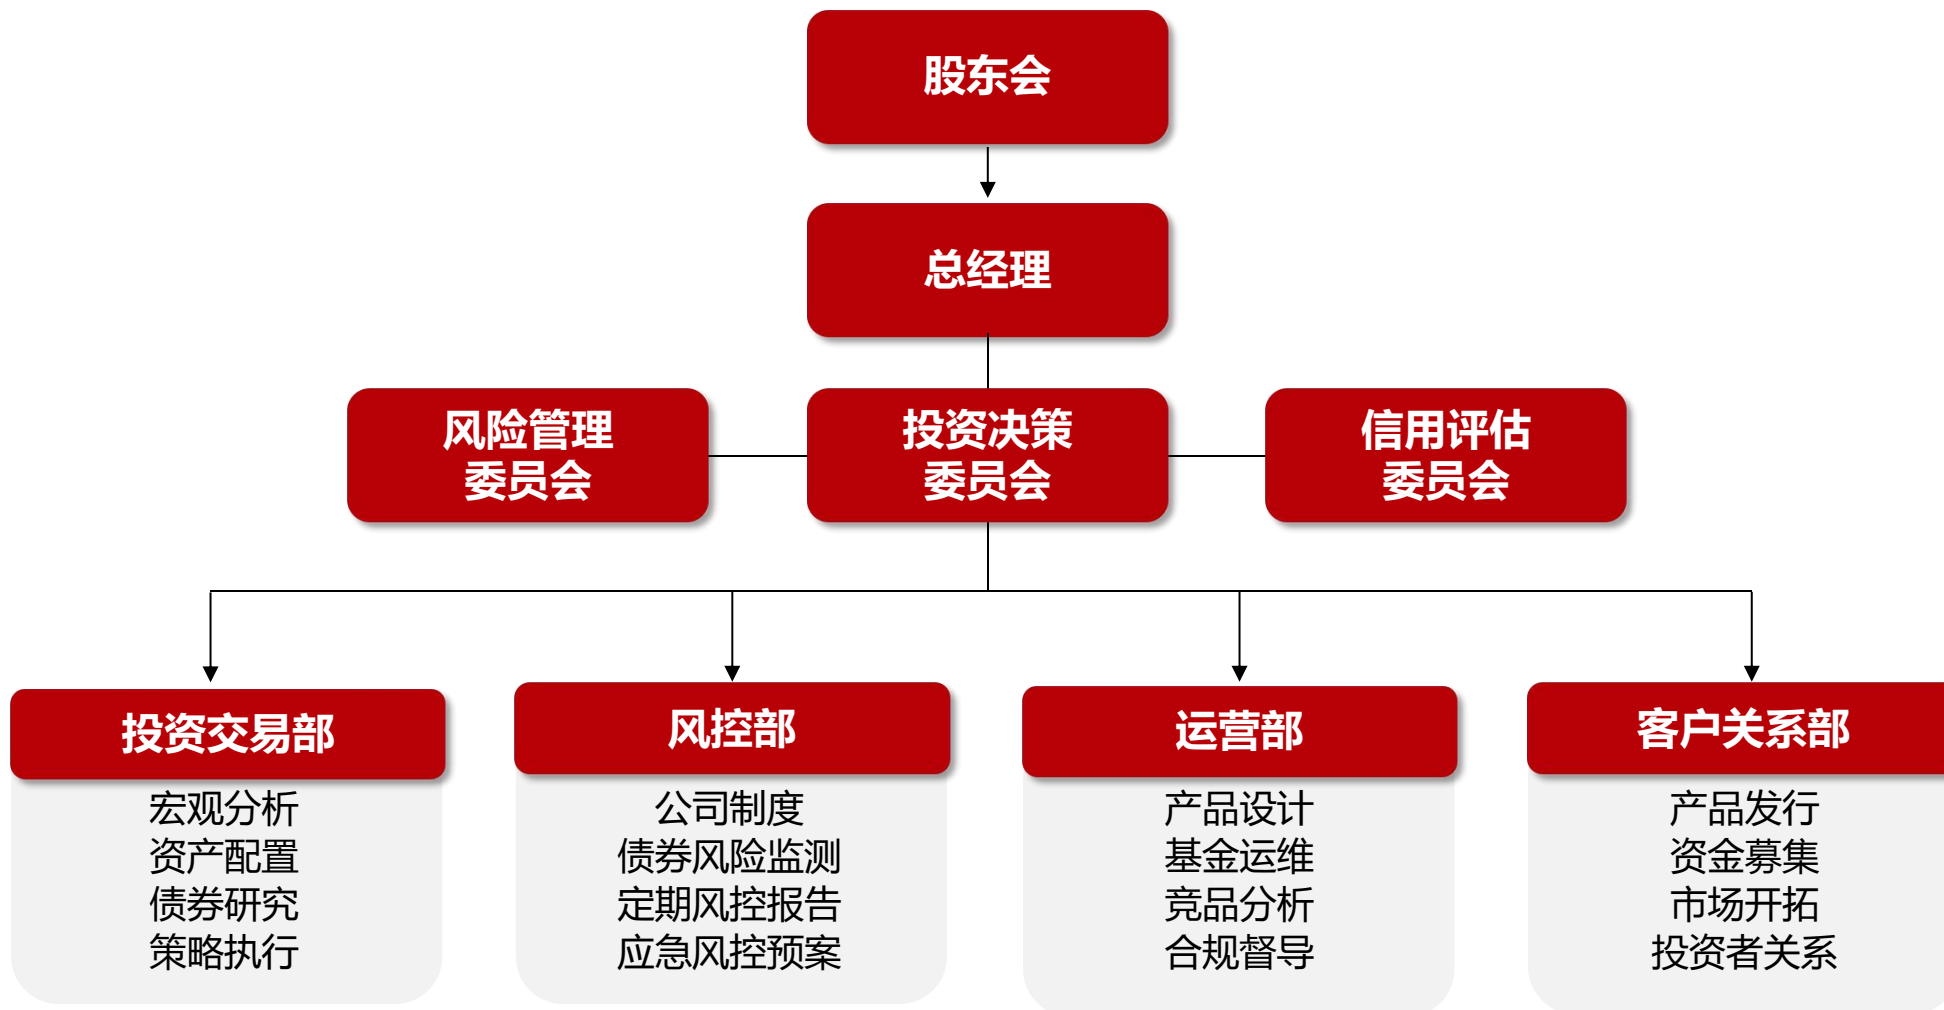 股东会
总经理
风险管理
委员会
投资决策
委员会
信用评估
委员会
投资交易部
宏观分析
资产配置
债券研究
策略执行
风控部
公司制度
债券风险监测
定期风控报告
应急风控预案
运营部
产品设计
基金运维
竞品分析
合规督导
客户关系部
产品发行
资金募集
市场开拓
投资者关系